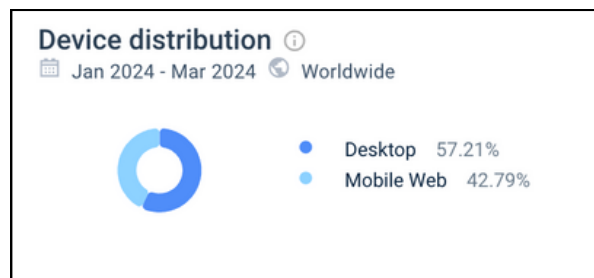 Device distribution
Jan 2024 - Mar 2024 Worldwide
Desktop 57.21%
Mobile Web 42.79%